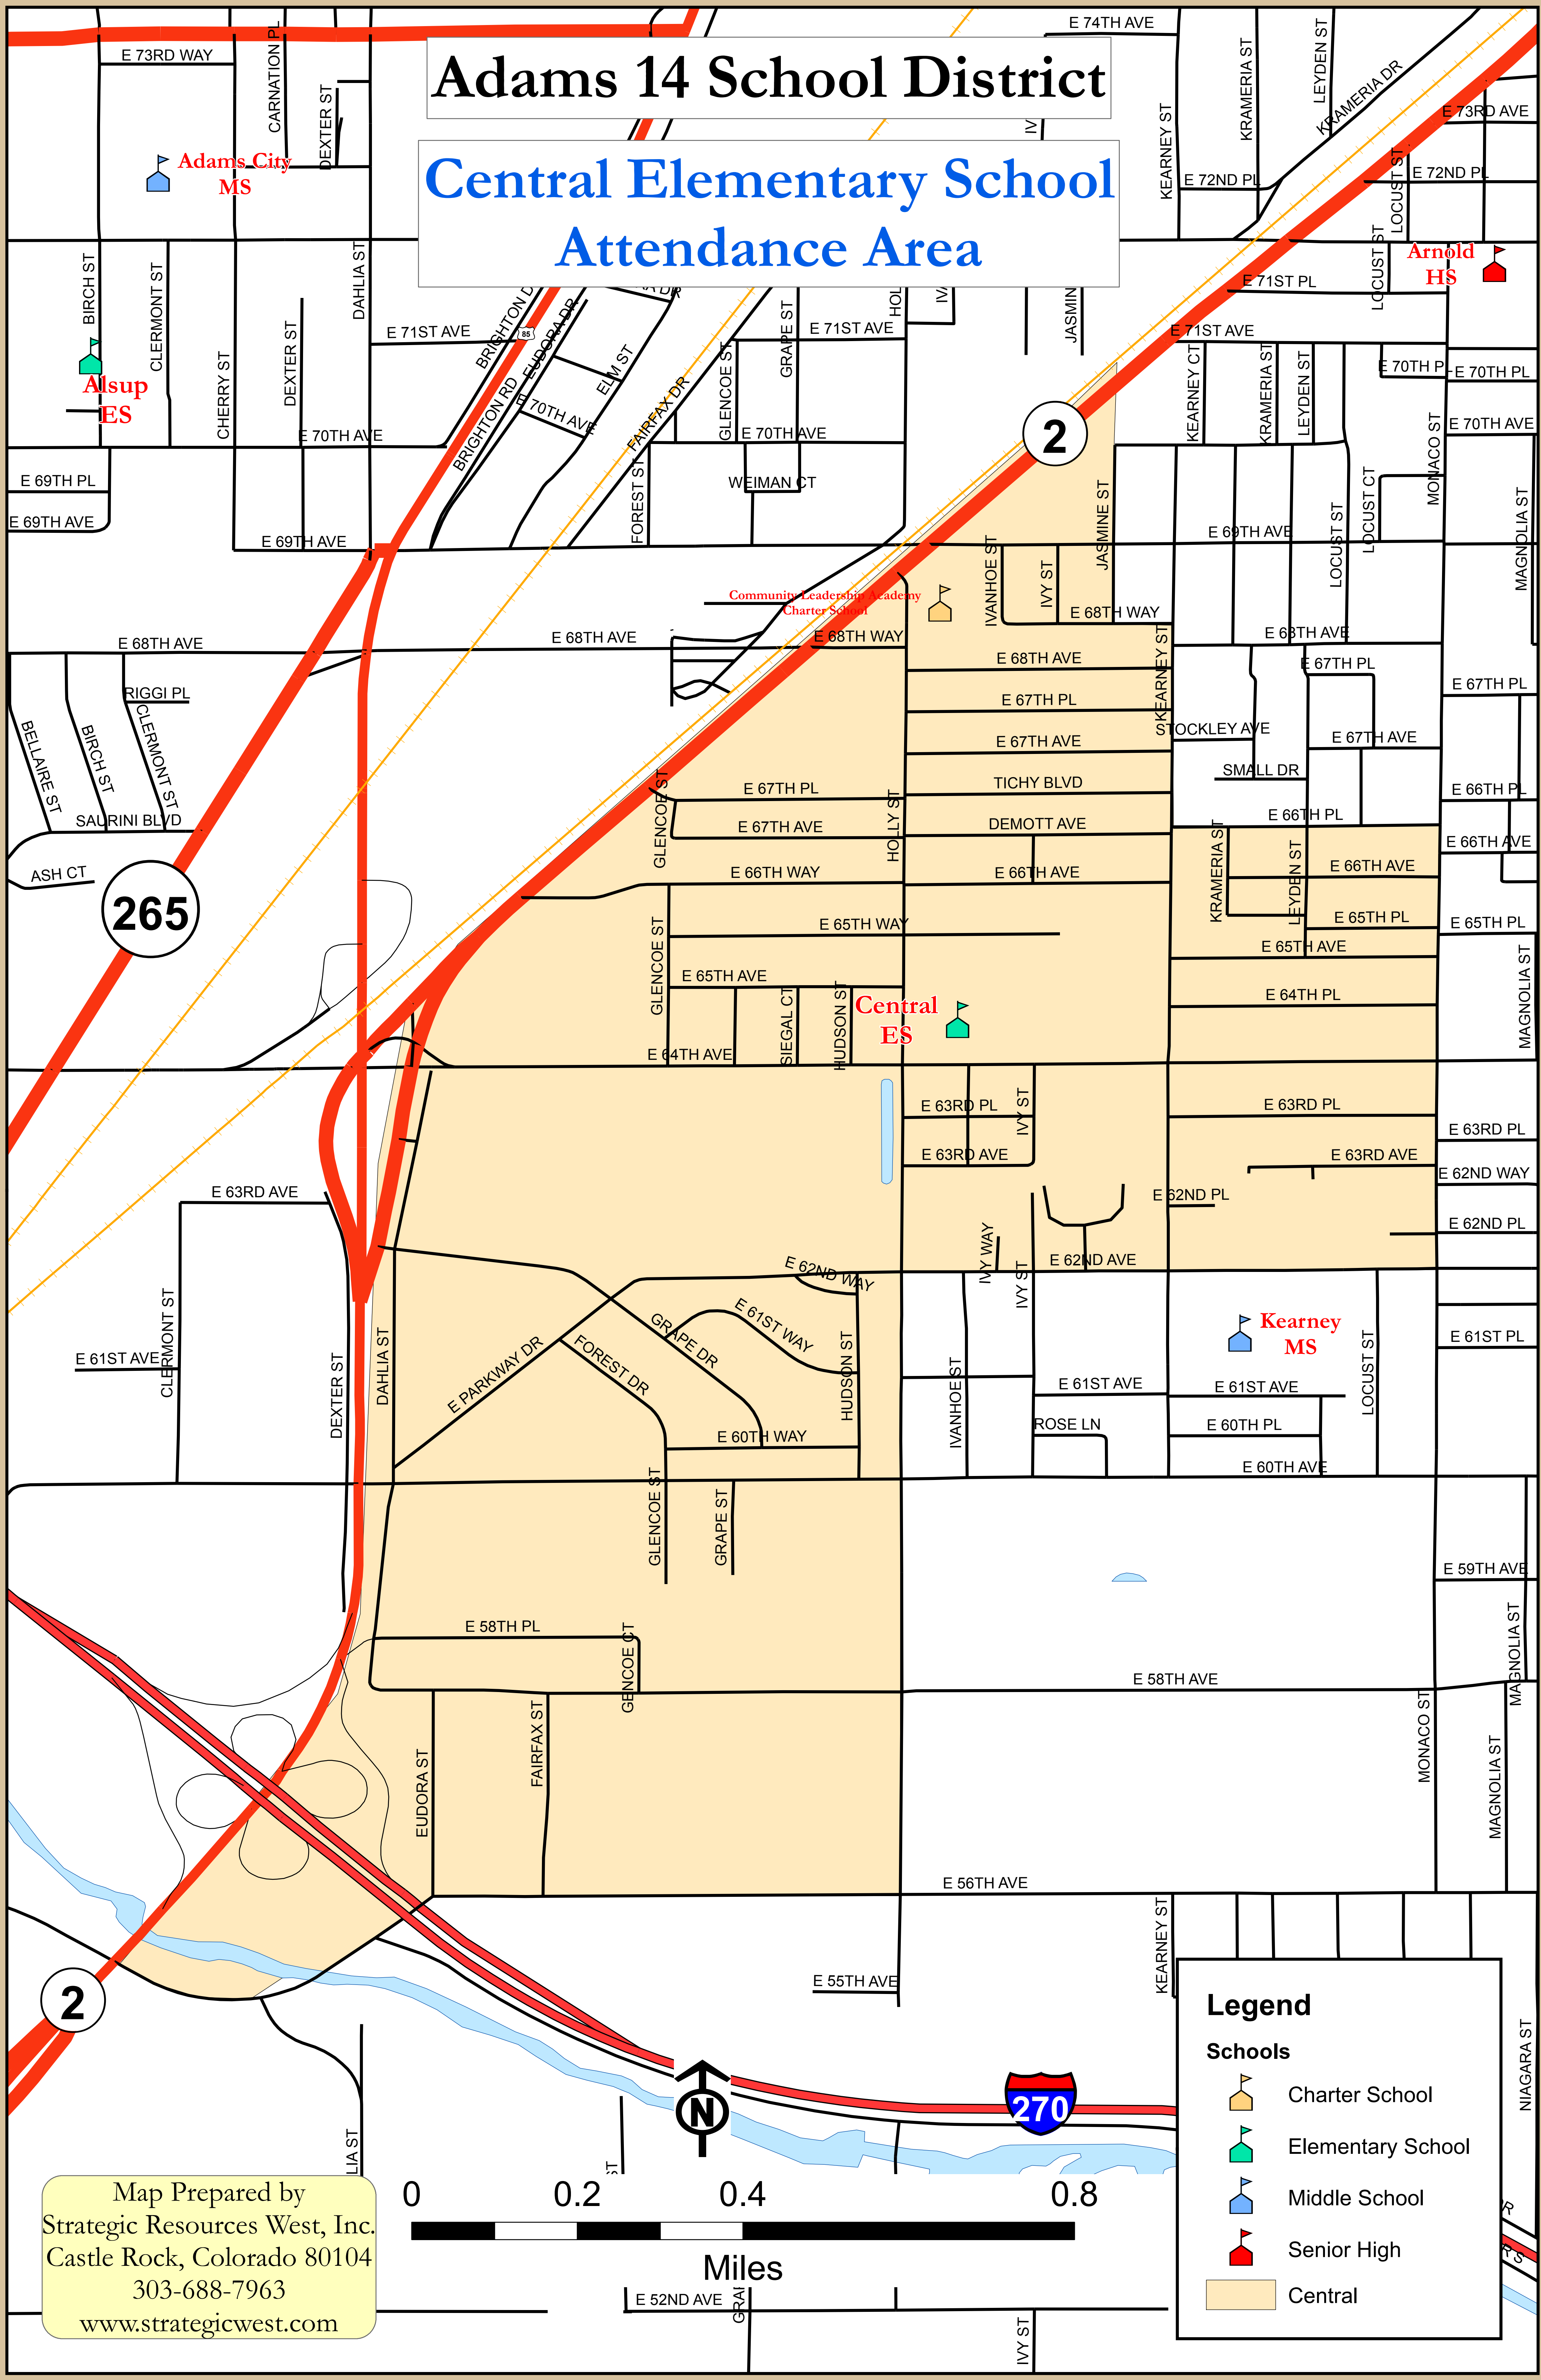 Adams 14 School District
Central Elementary School
Attendance Area
E 74TH AVE
E 73RD WAY
CARNATION PL
DEXTER ST
KEARNEY ST
KRAMERIA ST
LEYDEN ST
KRAMERIA DR
E 73RD AVE
LOCUST ST
E 72ND PL
E 72ND PL
Adams City
MS
Arnold
HS
LOCUST ST
E 71ST PL
BIRCH ST
CLERMONT ST
DAHLIA ST
CHERRY ST
DEXTER ST
E 71ST AVE
85
EUDORA DR
ELM ST
BRIGHTON RD
E 70TH AVE
FAIRFAX DR
GLENCOE ST
GRAPE ST
E 71ST AVE
E 71ST AVE
KEARNEY CT
KRAMERIA ST
LEYDEN ST
E 70TH PL
Alsup
ES
2
E 70TH AVE
E 70TH AVE
E 70TH AVE
MONACO ST
E 69TH PL
E 69TH AVE
E 69TH AVE
FOREST ST
WEIMAN CT
JASMINE ST
E 69TH AVE
LOCUST ST
LOCUST CT
MAGNOLIA ST
IVANHOE ST
IVY ST
Community Leadership Academy
Charter School
E 68TH WAY
E 68TH WAY
E 68TH AVE
E 68TH AVE
E 68TH AVE
E 68TH AVE
KEARNEY ST
E 67TH PL
E 67TH PL
E 67TH PL
RIGGI PL
BELLAIRE ST
BIRCH ST
CLERMONT ST
SAURINI BLVD
ASH CT
265
STOCKLEY AVE
E 67TH AVE
E 67TH AVE
SMALL DR
TICHY BLVD
E 67TH PL
GLENCOE ST
HOLLY ST
E 67TH AVE
DEMOTT AVE
E 66TH PL
E 66TH PL
E 66TH AVE
KRAMERIA ST
LEYDEN ST
E 66TH WAY
E 66TH AVE
E 66TH AVE
E 65TH WAY
E 65TH PL
E 65TH PL
E 65TH AVE
GLENCOE ST
E 65TH AVE
SIEGAL CT
HUDSON ST
Central
ES
E 64TH PL
MAGNOLIA ST
E 64TH AVE
E 63RD PL
IVY ST
E 63RD PL
E 63RD PL
E 63RD AVE
E 63RD AVE
E 62ND WAY
E 63RD AVE
E 62ND PL
E 62ND PL
IVY WAY
IVY ST
E 62ND AVE
E 62ND WAY
CLERMONT ST
E 61ST AVE
DEXTER ST
DAHLIA ST
E PARKWAY DR
FOREST DR
GRAPE DR
E 61ST WAY
HUDSON ST
IVANHOE ST
Kearney
MS
E 61ST PL
LOCUST ST
E 61ST AVE
E 61ST AVE
ROSE LN
E 60TH PL
E 60TH WAY
E 60TH AVE
GLENCOE ST
GRAPE ST
E 59TH AVE
E 58TH PL
GENCOE CT
MAGNOLIA ST
E 58TH AVE
MONACO ST
MAGNOLIA ST
EUDORA ST
FAIRFAX ST
E 56TH AVE
KEARNEY ST
E 55TH AVE
2
N
270
NIAGARA ST
Legend
Schools
Charter School
Elementary School
Middle School
Senior High
Central
Map Prepared by
Strategic Resources West, Inc.
Castle Rock, Colorado 80104
303-688-7963
www.strategicwest.com
0 0.2 0.4 0.8
Miles
E 52ND AVE
IVY ST